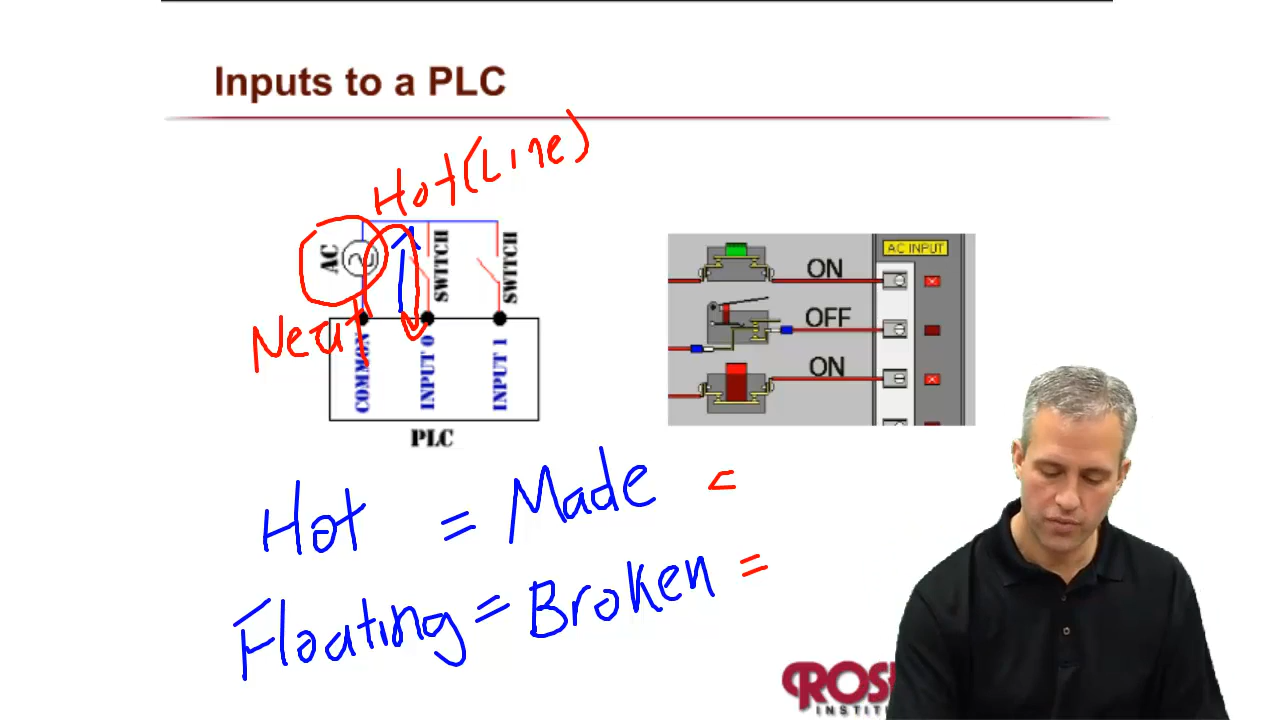 Inputs to a PLC
Hot (Line)
AC
SWITCH
SWITCH
Neut
COMMON
INPUT 0
INPUT 1
PLC
AC INPUT
ON
OFF
ON
Hot = Made =
Floating = Broken =
ROS
INSTIT